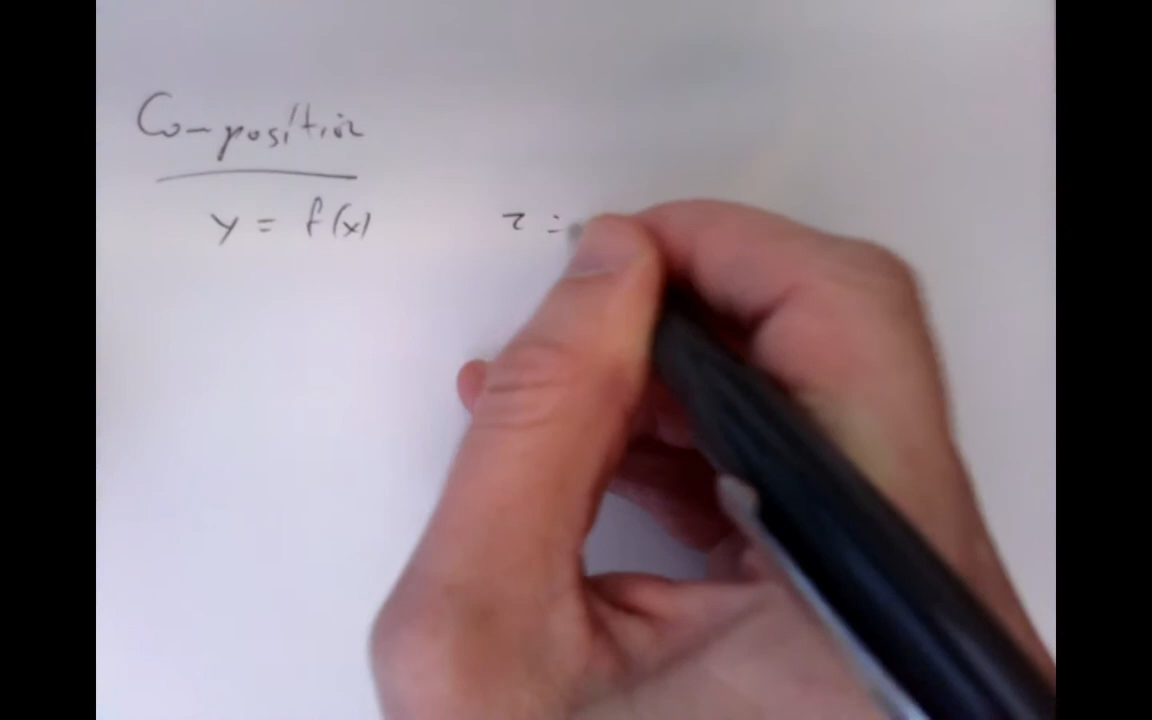 Composition
y = f(x) z =